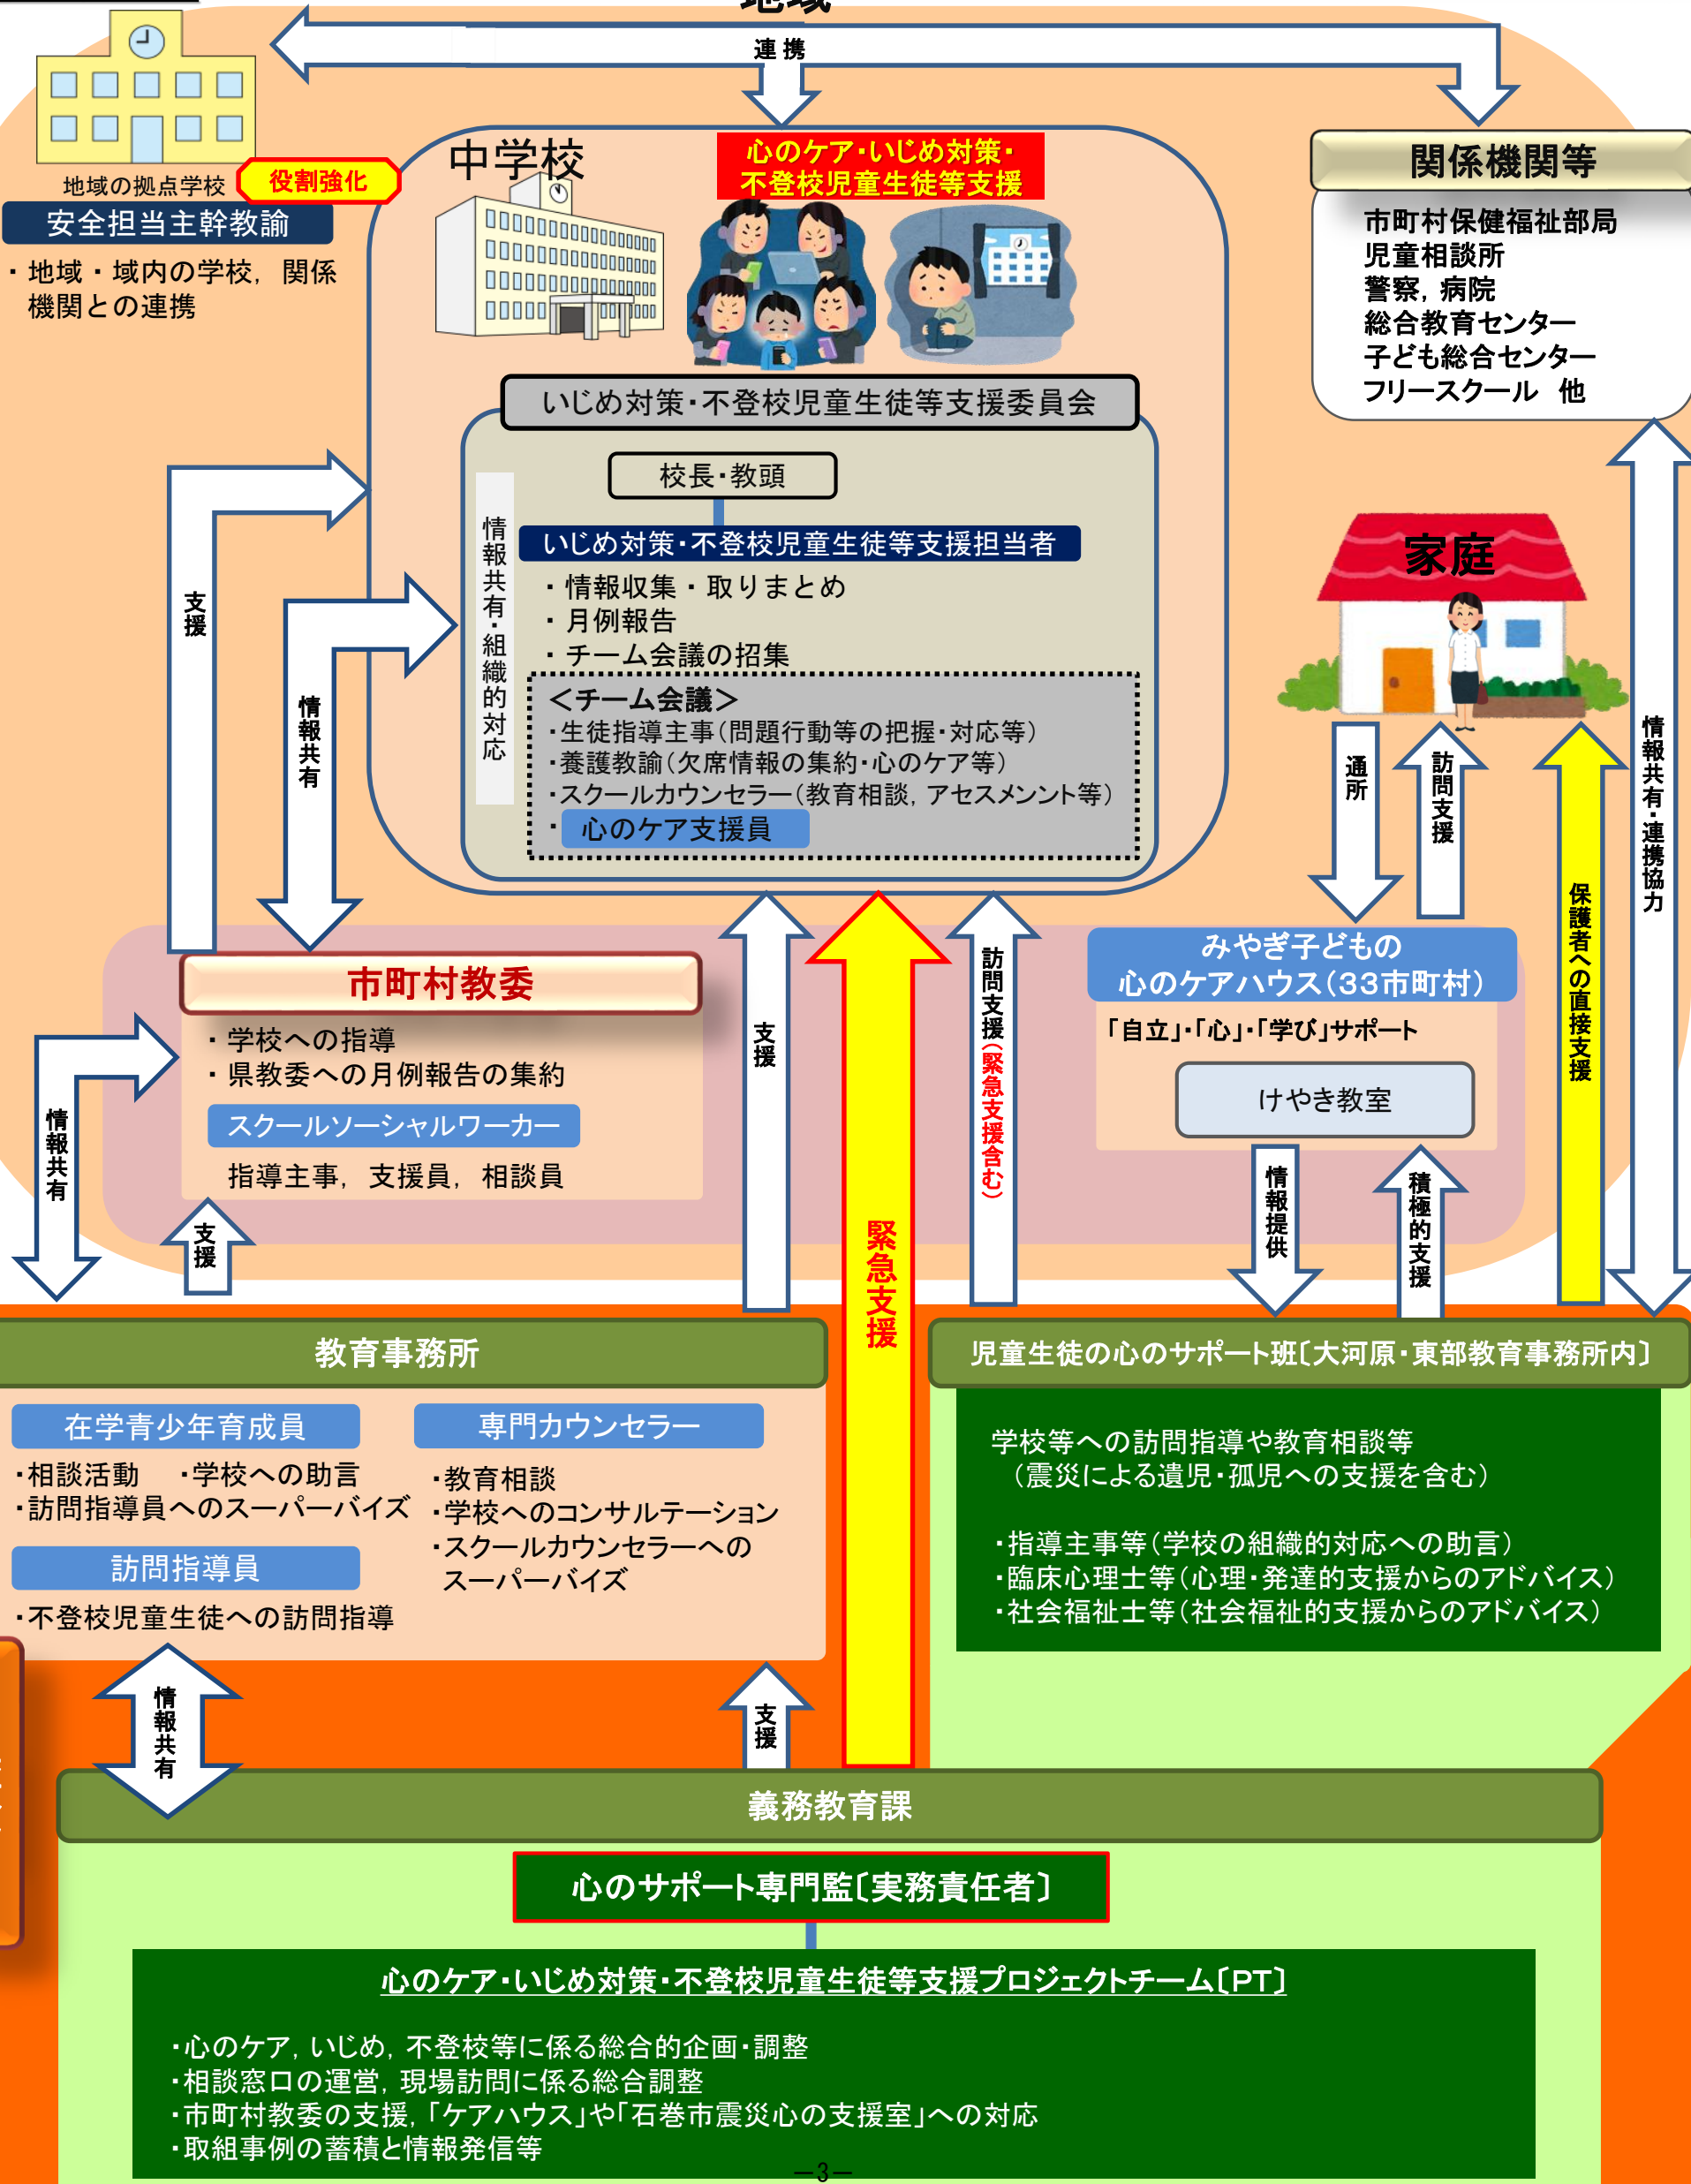 地域
連携
地域の拠点学校
役割強化
安全担当主幹教諭
・地域・域内の学校，関係
機関との連携
中学校
心のケア・いじめ対策・
不登校児童生徒等支援
関係機関等
市町村保健福祉部局
児童相談所
警察，病院
総合教育センター
子ども総合センター
フリースクール　他
いじめ対策・不登校児童生徒等支援委員会
校長・教頭
情報共有・組織的対応
いじめ対策・不登校児童生徒等支援担当者
・情報収集・取りまとめ
・月例報告
・チーム会議の招集
＜チーム会議＞
・生徒指導主事（問題行動等の把握・対応等）
・養護教諭（欠席情報の集約・心のケア等）
・スクールカウンセラー（教育相談，アセスメンント等）
・心のケア支援員
支援
情報共有
家庭
通所
訪問支援
保護者への直接支援
情報共有・連携協力
市町村教委
・学校への指導
・県教委への月例報告の集約
スクールソーシャルワーカー
指導主事，支援員，相談員
情報共有
支援
支援
緊急支援
訪問支援（緊急支援含む）
みやぎ子どもの
心のケアハウス（33市町村）
「自立」・「心」・「学び」サポート
けやき教室
情報提供
積極的支援
教育事務所
在学青少年育成員
・相談活動　・学校への助言
・訪問指導員へのスーパーバイズ
訪問指導員
・不登校児童生徒への訪問指導
専門カウンセラー
・教育相談
・学校へのコンサルテーション
・スクールカウンセラーへの
スーパーバイズ
児童生徒の心のサポート班〔大河原・東部教育事務所内〕
学校等への訪問指導や教育相談等
（震災による遺児・孤児への支援を含む）
・指導主事等（学校の組織的対応への助言）
・臨床心理士等（心理・発達的支援からのアドバイス）
・社会福祉士等（社会福祉的支援からのアドバイス）
情報共有
支援
義務教育課
心のサポート専門監〔実務責任者〕
心のケア・いじめ対策・不登校児童生徒等支援プロジェクトチーム〔PT〕
・心のケア，いじめ，不登校等に係る総合的企画・調整
・相談窓口の運営，現場訪問に係る総合調整
・市町村教委の支援，「ケアハウス」や「石巻市震災心の支援室」への対応
・取組事例の蓄積と情報発信等
－3－